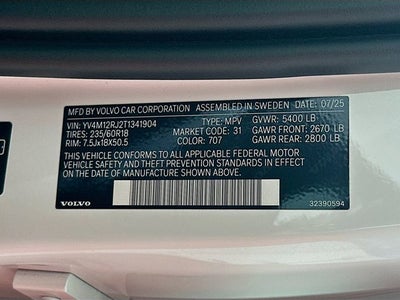 MFD BY VOLVO CAR CORPORATION ASSEMBLED IN SWEDEN 07/25
VIN: YV4M12RJ2T1341904 TYPE: MPV GVWR: 5400 LB
TIRES: 235/60R18 MARKET CODE: 31 GAWR FRONT: 2670 LB
RIM: 7.5Jx18X50.5 COLOR: 707 GAWR REAR: 2800 LB
THIS VEHICLE CONFORMS TO ALL APPLICABLE FEDERAL MOTOR
VEHICLE SAFETY AND THEFT PREVENTION STANDARDS IN EFFECT
ON THE DATE OF MANUFACTURE SHOWN ABOVE.
VOLVO 32390594